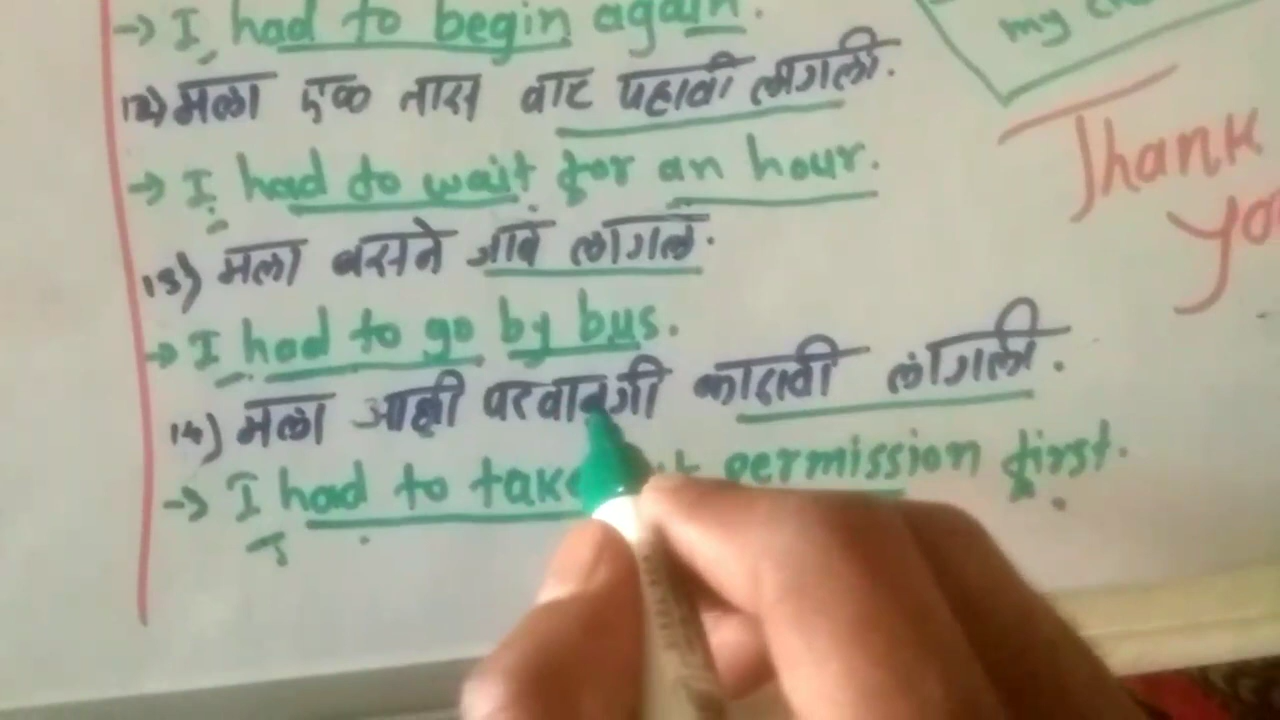 -> I had to begin again.
my
12) मला एक तास वाट पहावी लागली.
Thank
-> I had to wait for an hour.
13) मला बसने जावं लागलं.
-> I had to go by bus.
14) मला आधी परवानगी काढावी लागली.
-> I had to take permission first.